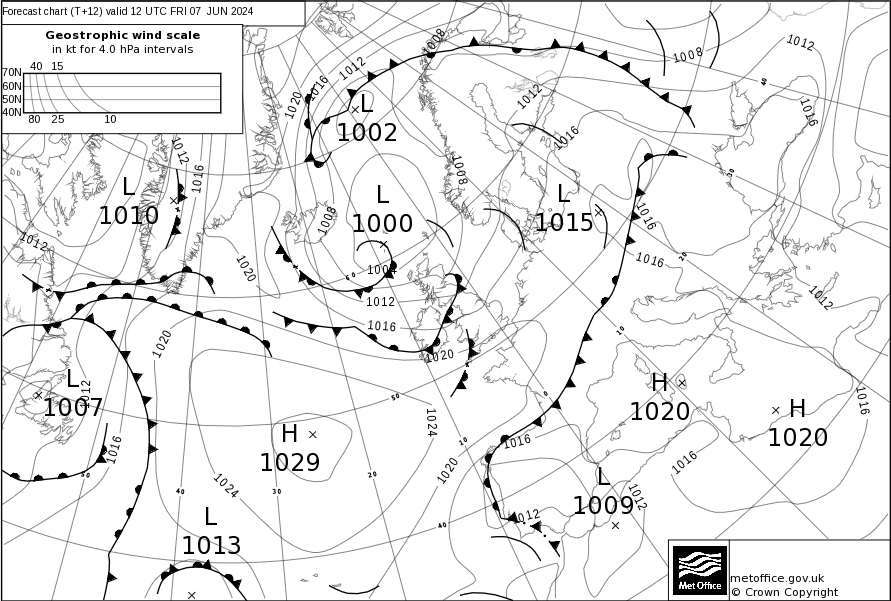 Forecast chart (T+12) valid 12 UTC FRI 07 JUN 2024
Geostrophic wind scale
in kt for 4.0 hPa intervals
40 15
70N
60N
50N
40N
80 25 10
1008
1012
1016
1020
1012
1008
1012
1016
1016
L
1002
1012
1016
1008
L
1010
L
1000
1008
1004
1012
1016
1020
L
1015
1016
1016
1012
1012
1020
1020
1012
L
1007
1016
H
1029
1024
1024
1020
L
1013
H
1020
H
1020
1016
1016
1016
L
1009
1012
1012
60
50
50
40
30
20
10
40
0
10
20
30
40
Met Office
metoffice.gov.uk
© Crown Copyright